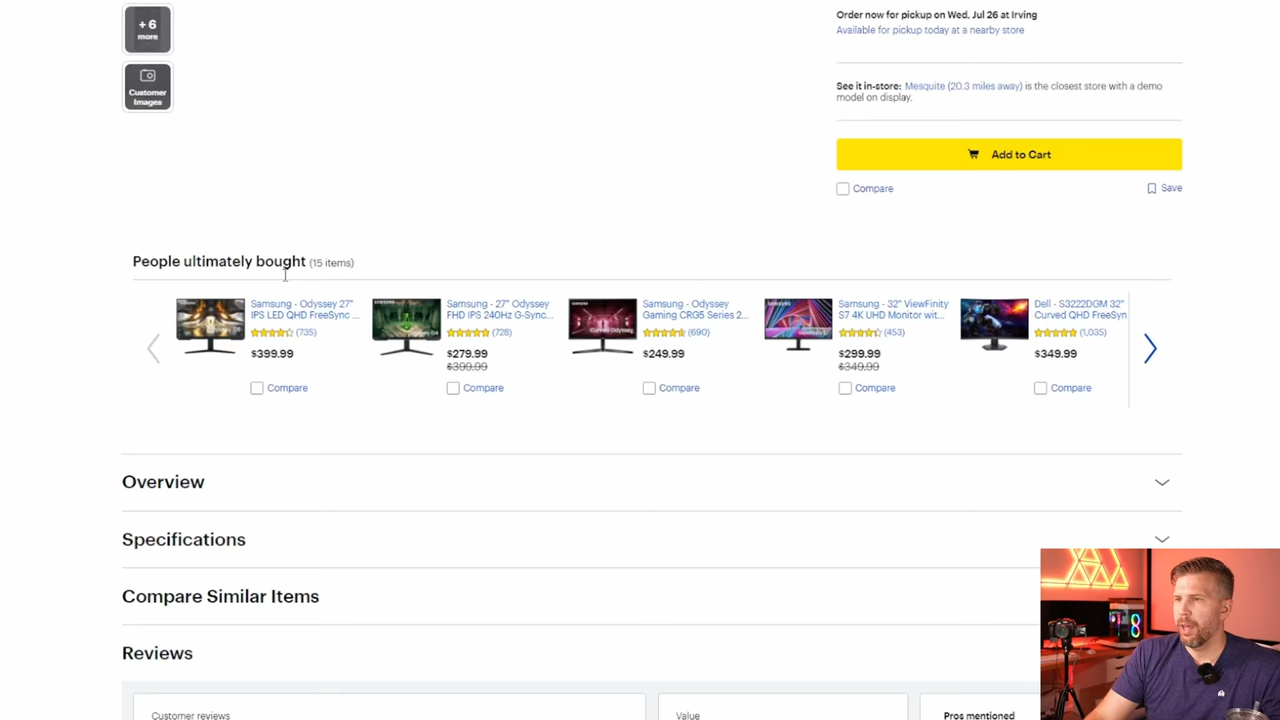 + 6
more
Customer
Images
Order now for pickup on Wed, Jul 26 at Irving
Available for pickup today at a nearby store
See it in-store: Mesquite (20.3 miles away) is the closest store with a demo
model on display.
Add to Cart
Compare
Save
People ultimately bought (15 items)
Samsung - Odyssey 27"
IPS LED QHD FreeSync ...
(735)
$399.99
Compare
Samsung - 27" Odyssey
FHD IPS 240Hz G-Sync...
(728)
$279.99
$399.99
Compare
Samsung - Odyssey
Gaming CRG5 Series 2...
(690)
$249.99
Compare
Samsung - 32" ViewFinity
S7 4K UHD Monitor wit...
(453)
$299.99
$349.99
Compare
Dell - S3222DGM 32"
Curved QHD FreeSyn
(1,035)
$349.99
Compare
Overview
Specifications
Compare Similar Items
Reviews
Customer reviews
Value
Pros mentioned